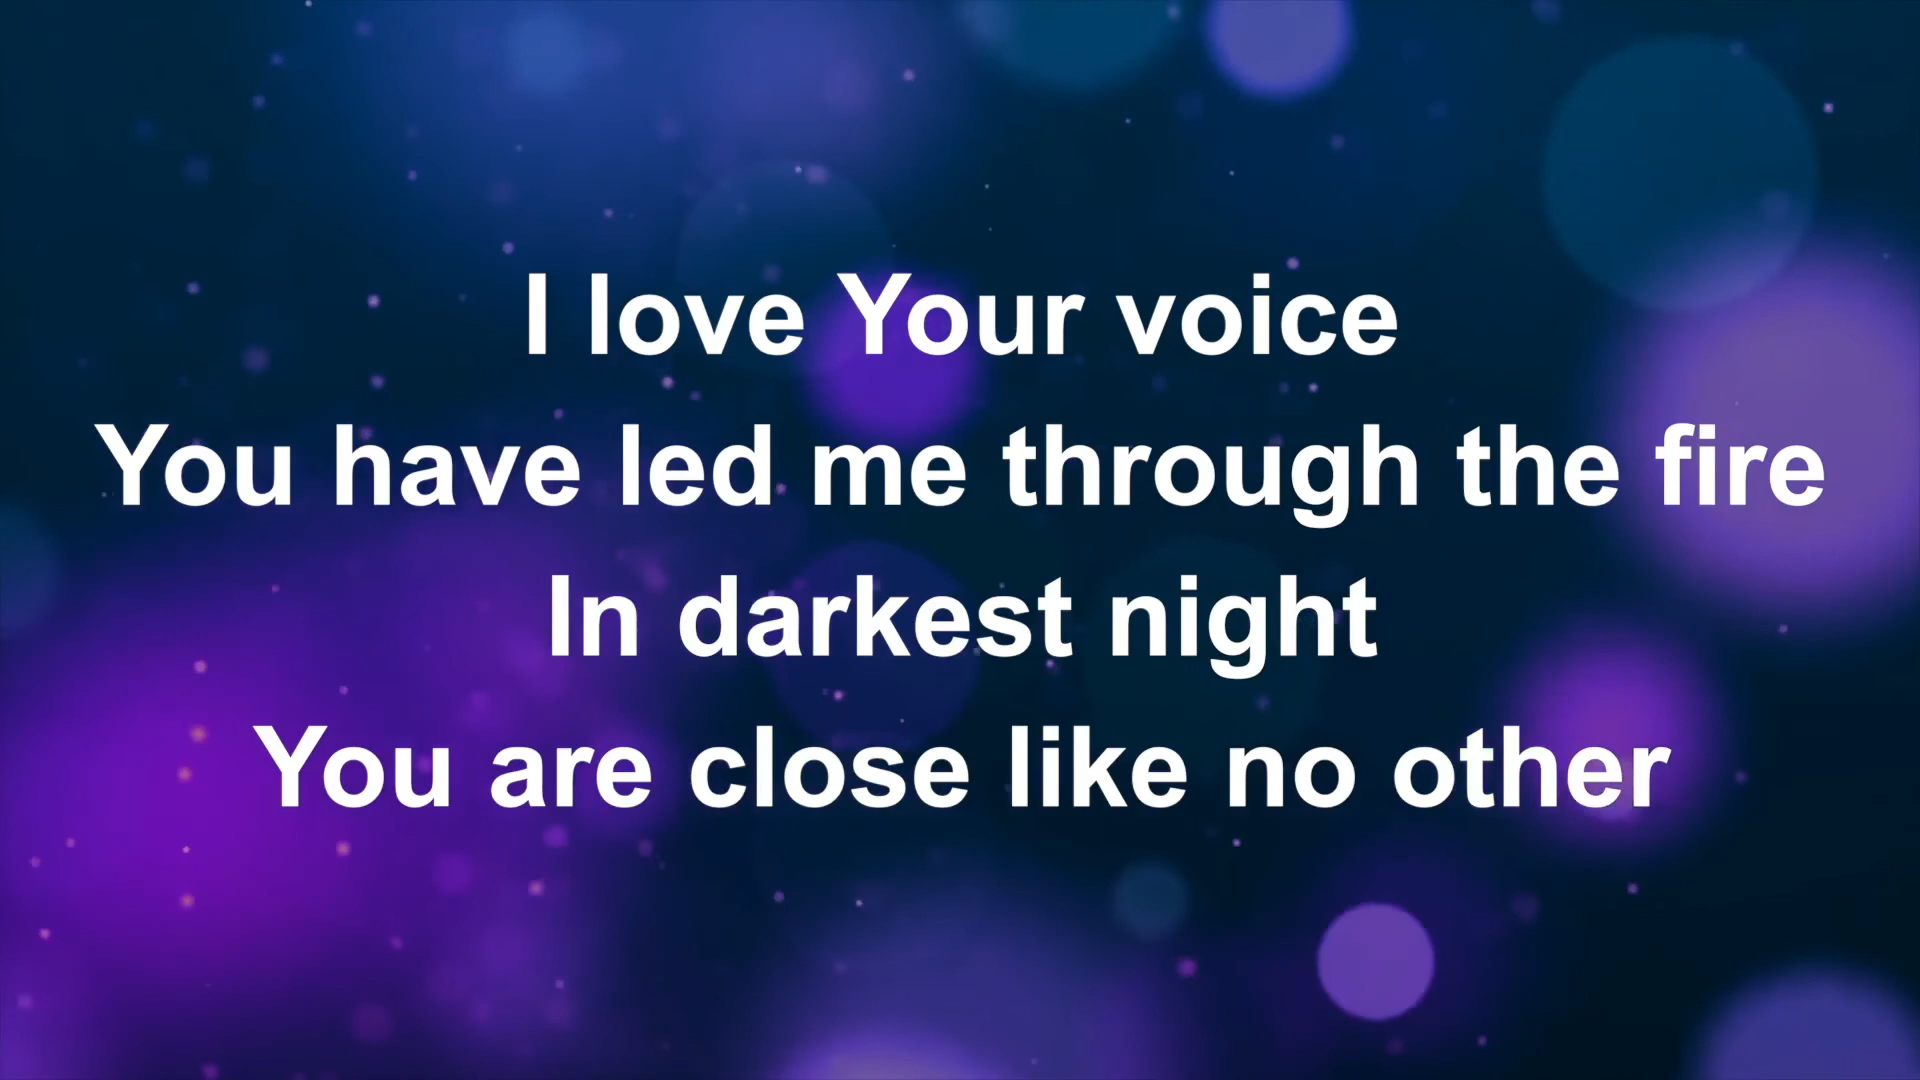 I love Your voice
You have led me through the fire
In darkest night
You are close like no other